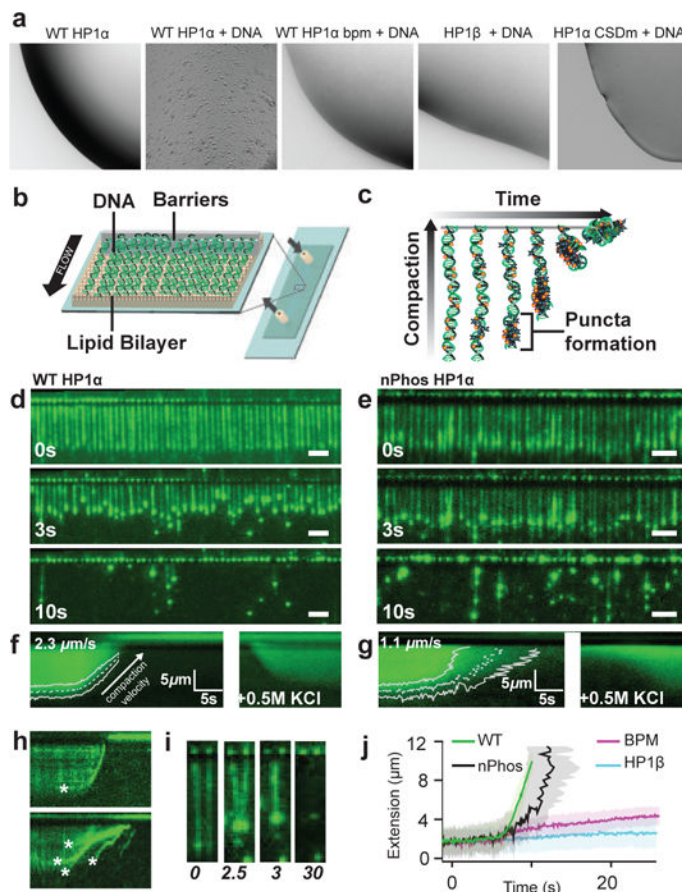 a
WT HP1α
WT HP1α + DNA
WT HP1α bpm + DNA
HP1β + DNA
HP1α CSDm + DNA
b
DNA
Barriers
FLOW
Lipid Bilayer
c
Time
Compaction
Puncta
formation
d
WT HP1α
0s
3s
10s
e
nPhos HP1α
0s
3s
10s
f
2.3 µm/s
compaction
velocity
5µm
5s
+0.5M KCl
g
1.1 µm/s
5µm
5s
+0.5M KCl
h
*
*
*
*
*
i
0
2.5
3
30
j
12
8
4
0
Extension (µm)
WT
nPhos
BPM
HP1β
0
10
20
Time (s)